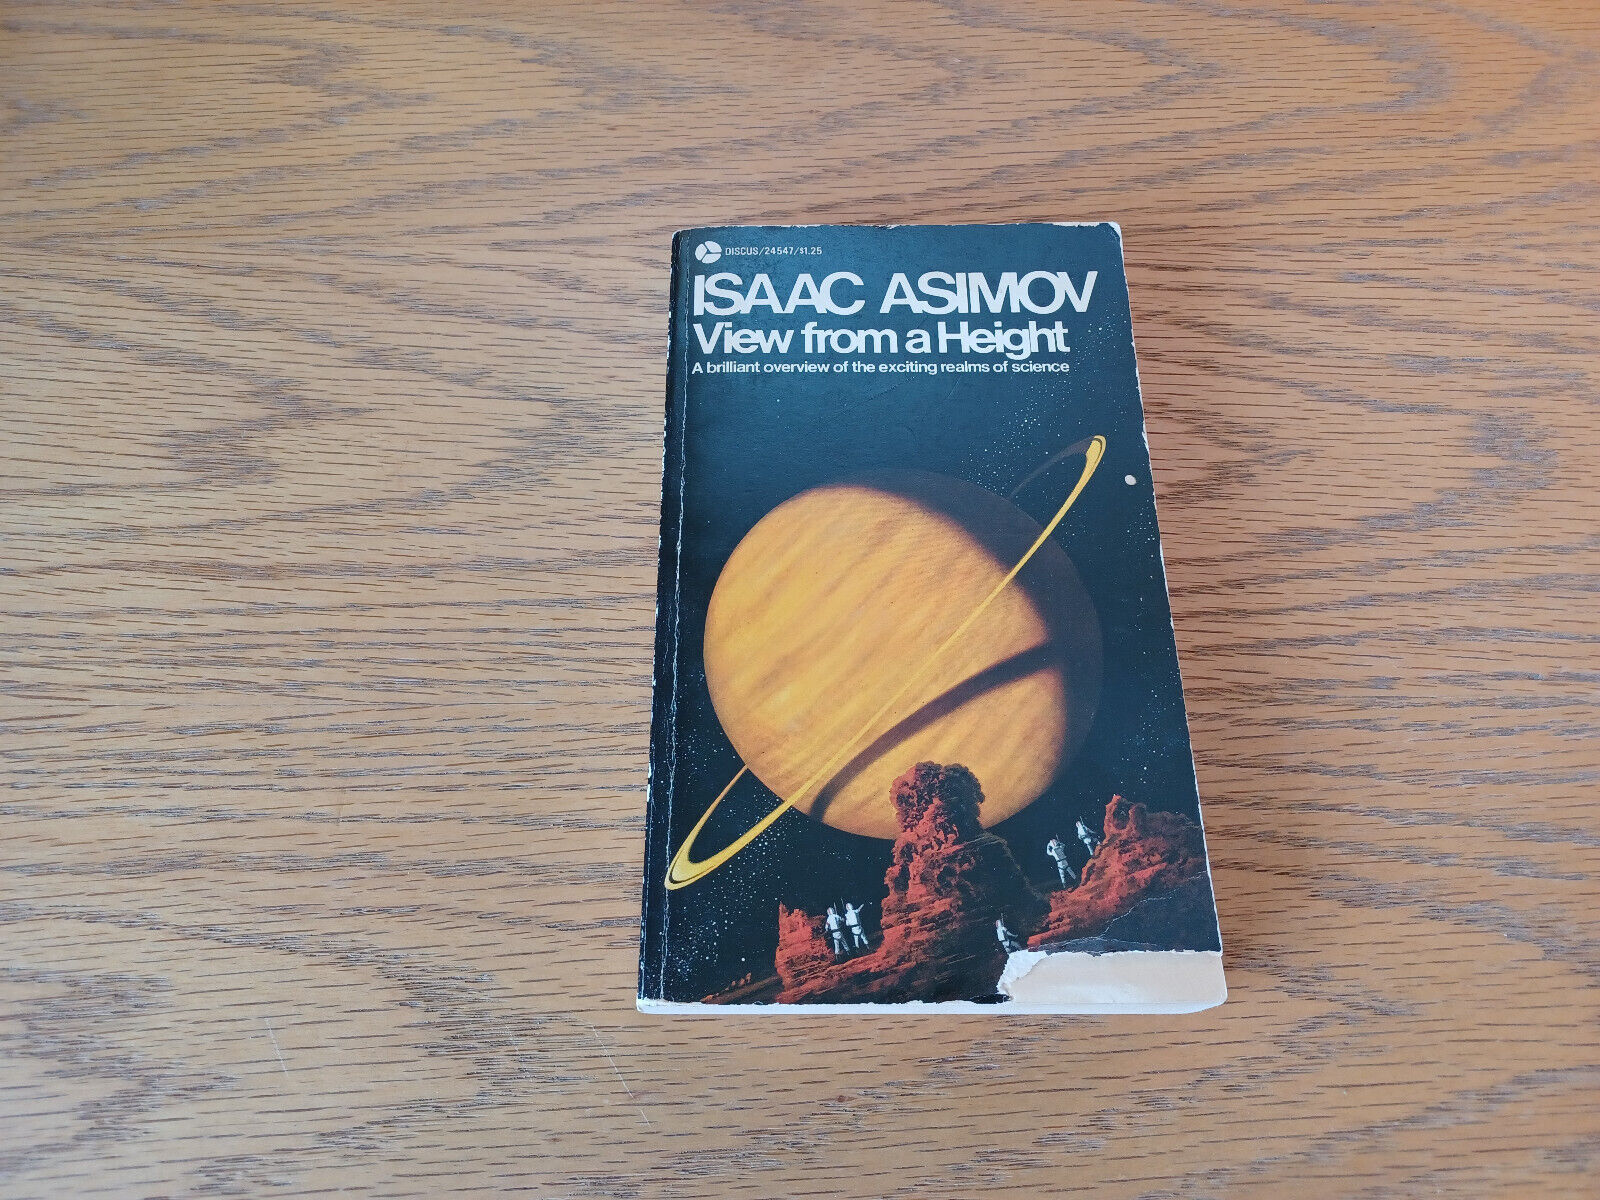 DISCUS/24547/$1.25
ISAAC ASIMOV
View from a Height
A brilliant overview of the exciting realms of science